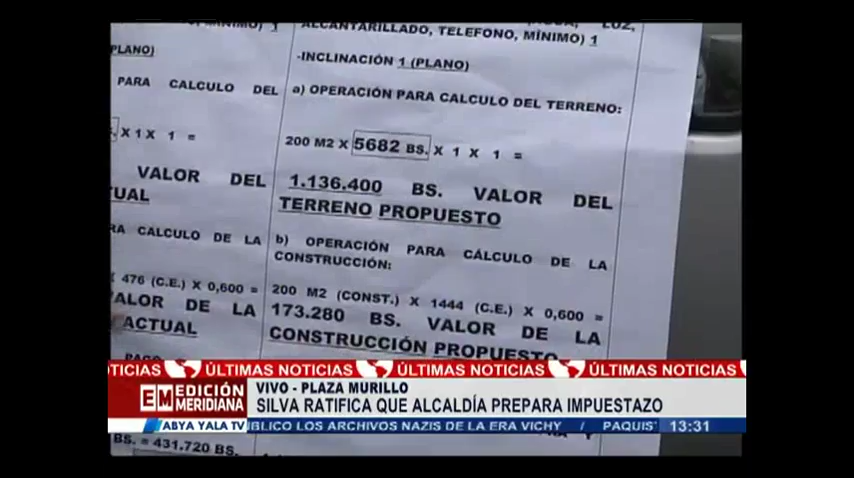 MÍNIMO) 1
ALCANTARILLADO, TELEFONO, MÍNIMO) 1
PLANO)
-INCLINACIÓN 1 (PLANO)
PARA CALCULO DEL
a) OPERACIÓN PARA CALCULO DEL TERRENO:
X 1 X 1 =
200 M2 X 5682 BS. X 1 X 1 =
VALOR DEL
1.136.400 BS. VALOR DEL
TERRENO PROPUESTO
CALCULO DE LA
b) OPERACIÓN PARA CÁLCULO DE LA
CONSTRUCCIÓN:
X 476 (C.E.) X 0,600 =
200 M2 (CONST.) X 1444 (C.E.) X 0,600 =
VALOR DE LA
ACTUAL
173.280 BS. VALOR DE LA
CONSTRUCCIÓN PROPUESTO
TICIAS ÚLTIMAS NOTICIAS ÚLTIMAS NOTICIAS ÚLTIMAS
EM EDICIÓN MERIDIANA
VIVO - PLAZA MURILLO
SILVA RATIFICA QUE ALCALDÍA PREPARA IMPUESTAZO
ABYA YALA TV BLICO LOS ARCHIVOS NAZIS DE LA ERA VICHY / PAQUIST 13:31
BS. = 431.720 BS.